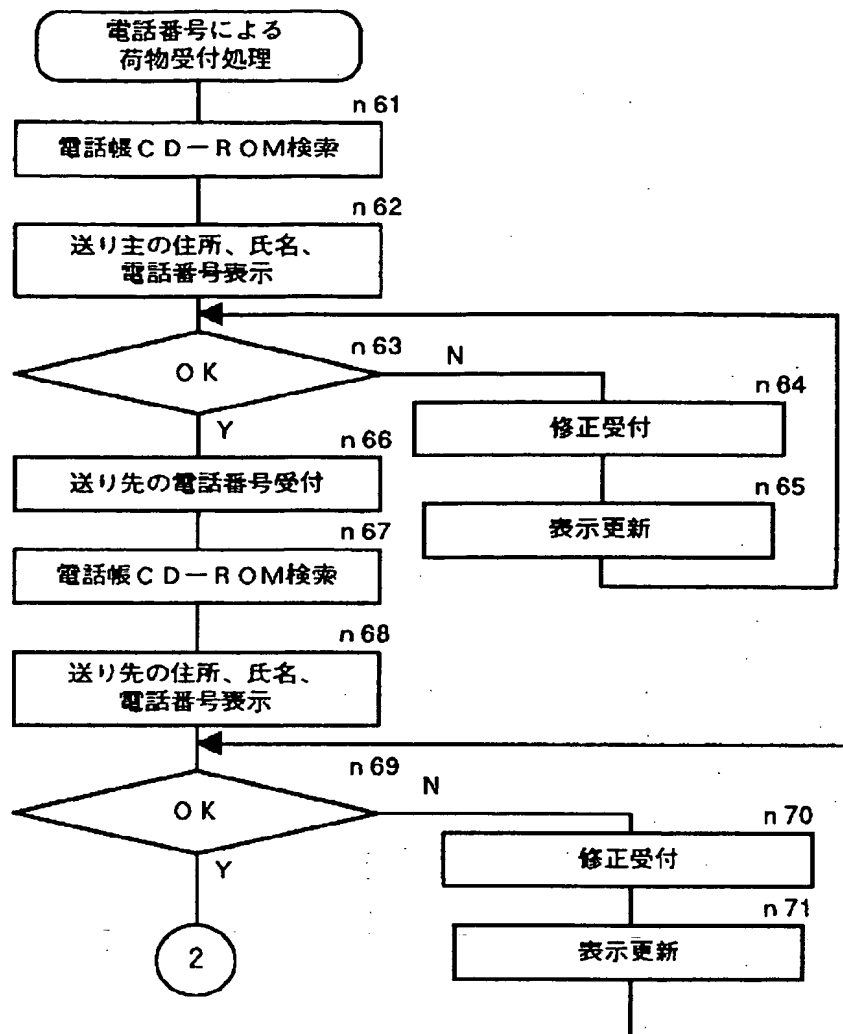 電話番号による
荷物受付処理
n 61
電話帳CD-ROM検索
n 62
送り主の住所、氏名、
電話番号表示
n 63
OK
N
Y
n 64
修正受付
n 65
表示更新
n 66
送り先の電話番号受付
n 67
電話帳CD-ROM検索
n 68
送り先の住所、氏名、
電話番号表示
n 69
OK
N
Y
n 70
修正受付
n 71
表示更新
2